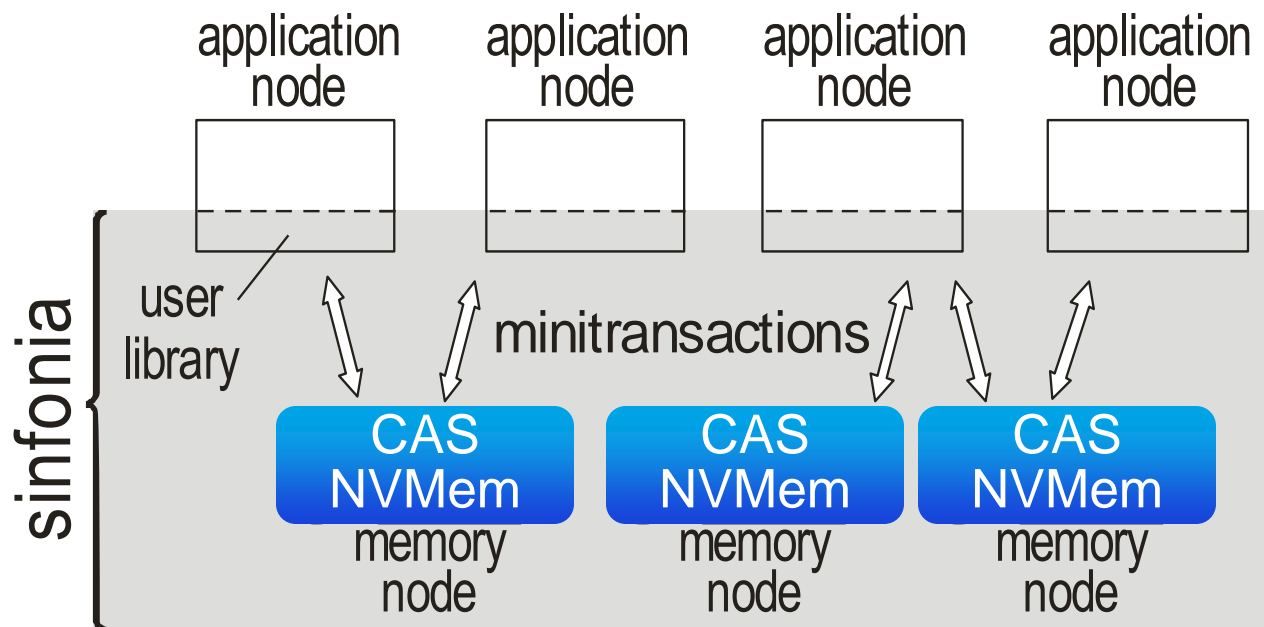 application
node
application
node
application
node
application
node
sinfonia
user
library
minitransactions
CAS
NVMem
memory
node
CAS
NVMem
memory
node
CAS
NVMem
memory
node